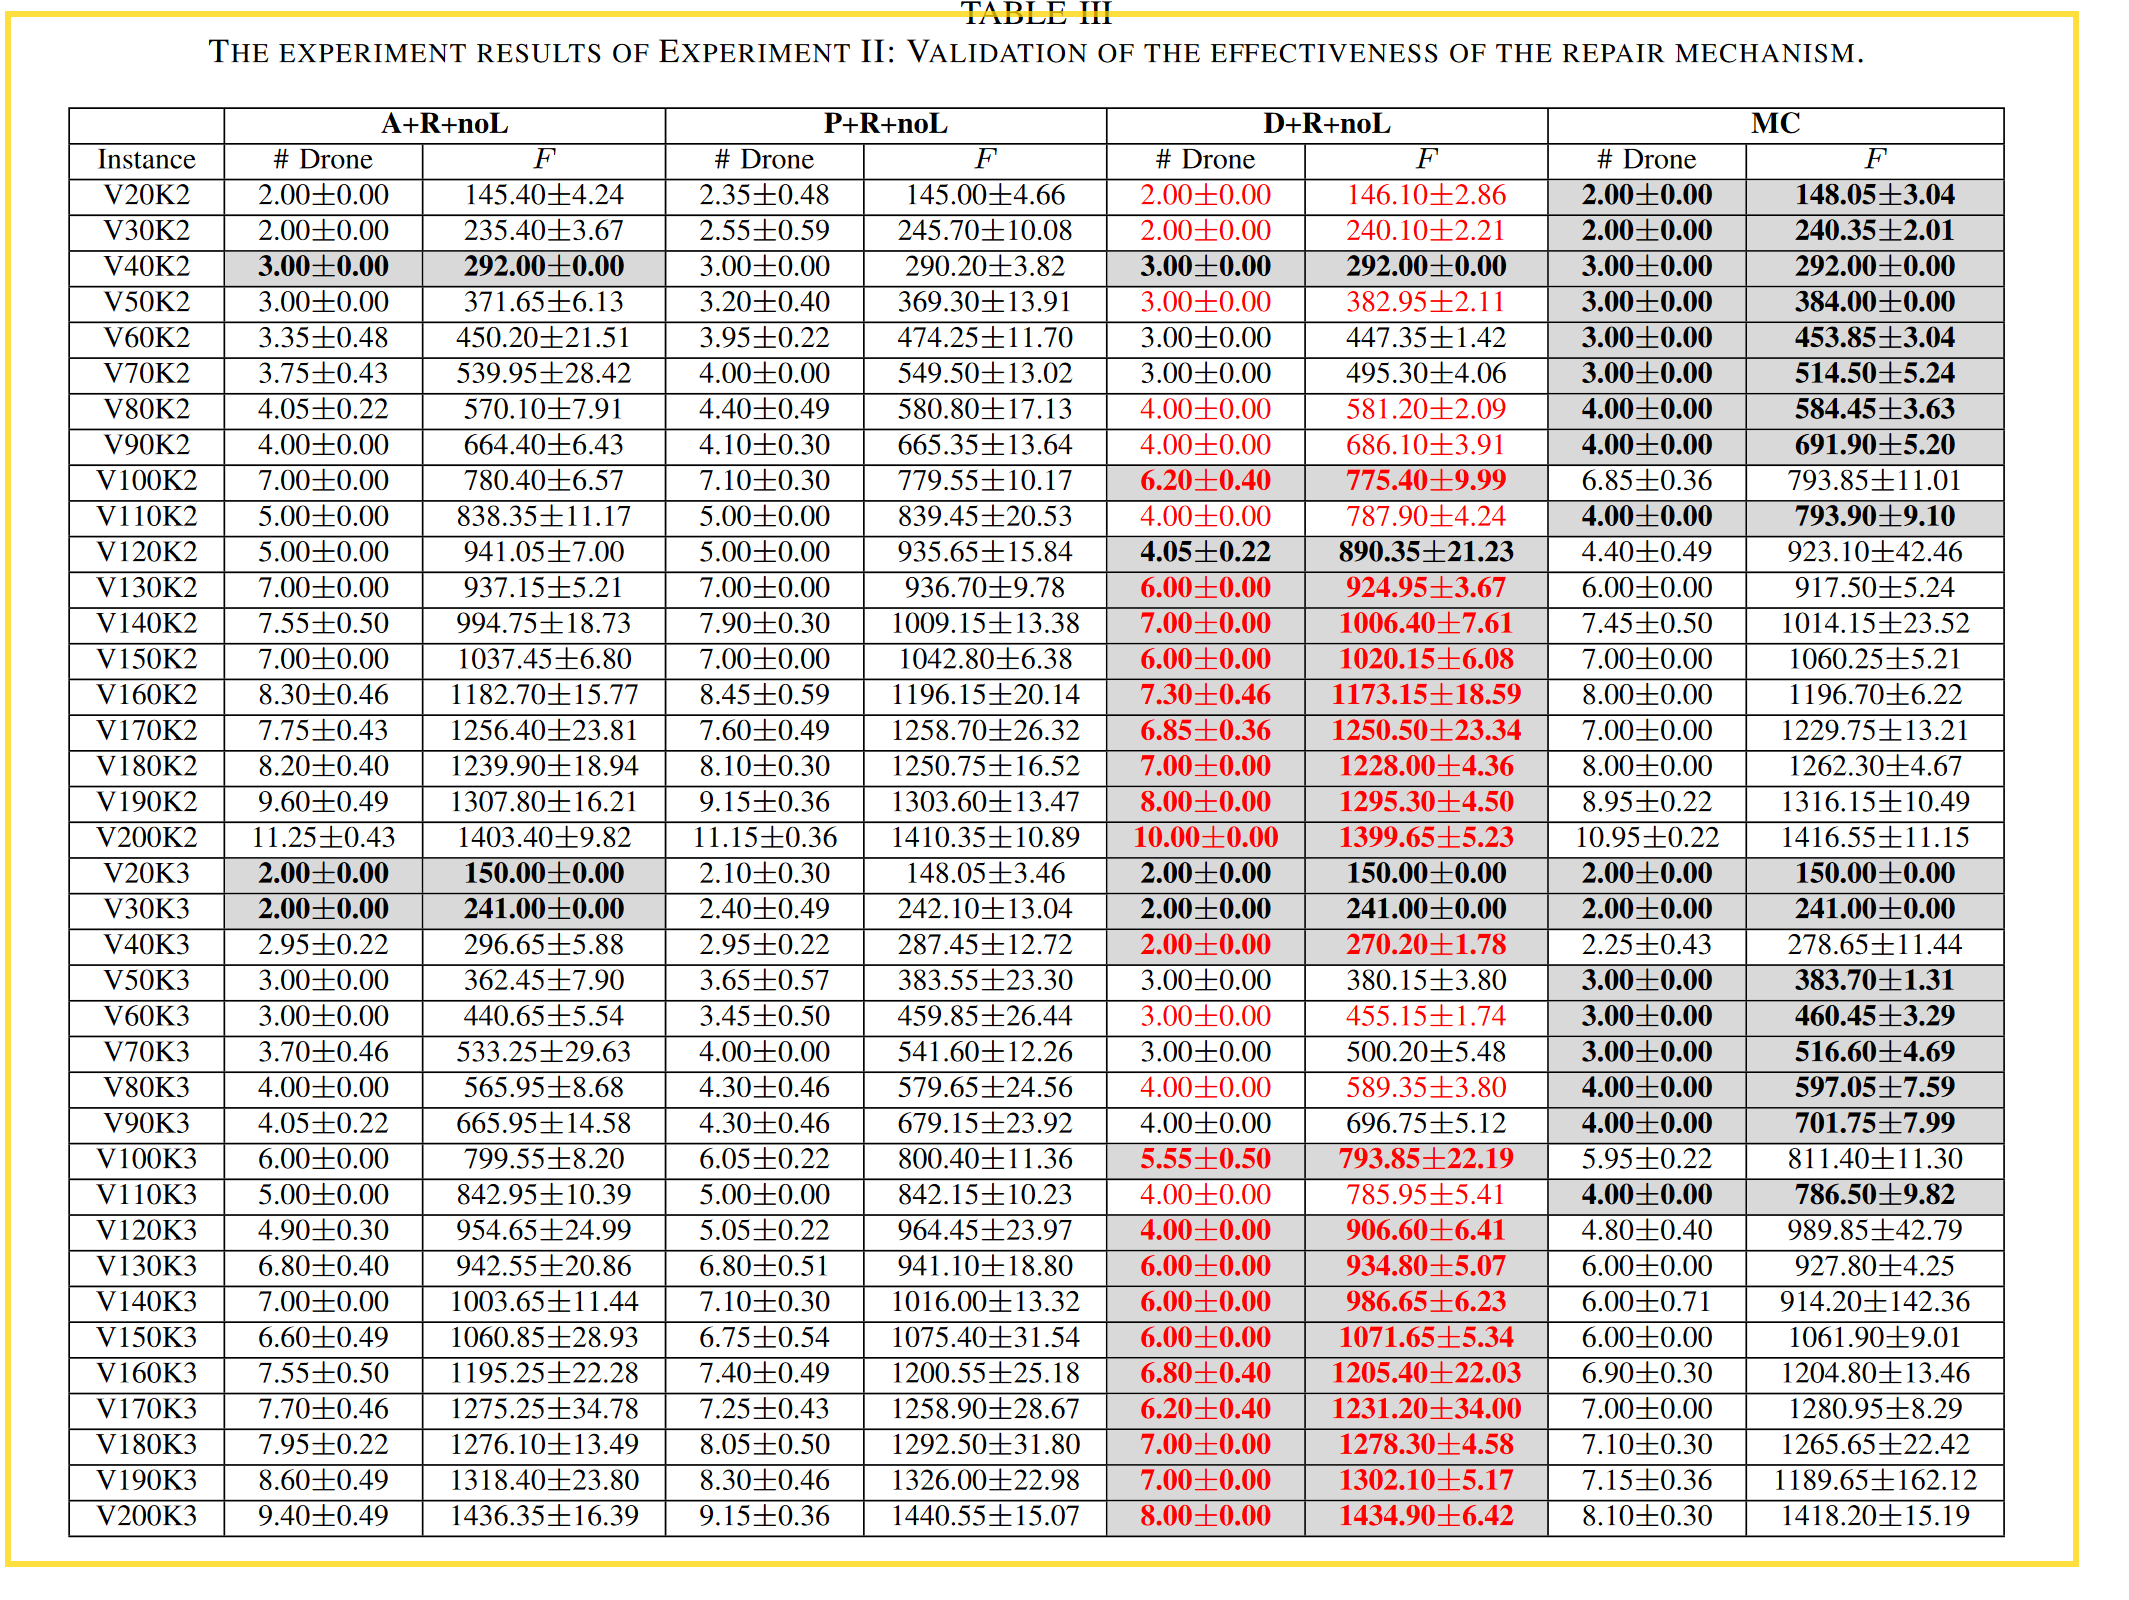 TABLE III
THE EXPERIMENT RESULTS OF EXPERIMENT II: VALIDATION OF THE EFFECTIVENESS OF THE REPAIR MECHANISM.
A+R+noL P+R+noL D+R+noL MC
Instance # Drone F # Drone F # Drone F # Drone F
V20K2 2.00±0.00 145.40±4.24 2.35±0.48 145.00±4.66 2.00±0.00 146.10±2.86 2.00±0.00 148.05±3.04
V30K2 2.00±0.00 235.40±3.67 2.55±0.59 245.70±10.08 2.00±0.00 240.10±2.21 2.00±0.00 240.35±2.01
V40K2 3.00±0.00 292.00±0.00 3.00±0.00 290.20±3.82 3.00±0.00 292.00±0.00 3.00±0.00 292.00±0.00
V50K2 3.00±0.00 371.65±6.13 3.20±0.40 369.30±13.91 3.00±0.00 382.95±2.11 3.00±0.00 384.00±0.00
V60K2 3.35±0.48 450.20±21.51 3.95±0.22 474.25±11.70 3.00±0.00 447.35±1.42 3.00±0.00 453.85±3.04
V70K2 3.75±0.43 539.95±28.42 4.00±0.00 549.50±13.02 3.00±0.00 495.30±4.06 3.00±0.00 514.50±5.24
V80K2 4.05±0.22 570.10±7.91 4.40±0.49 580.80±17.13 4.00±0.00 581.20±2.09 4.00±0.00 584.45±3.63
V90K2 4.00±0.00 664.40±6.43 4.10±0.30 665.35±13.64 4.00±0.00 686.10±3.91 4.00±0.00 691.90±5.20
V100K2 7.00±0.00 780.40±6.57 7.10±0.30 779.55±10.17 6.20±0.40 775.40±9.99 6.85±0.36 793.85±11.01
V110K2 5.00±0.00 838.35±11.17 5.00±0.00 839.45±20.53 4.00±0.00 787.90±4.24 4.00±0.00 793.90±9.10
V120K2 5.00±0.00 941.05±7.00 5.00±0.00 935.65±15.84 4.05±0.22 890.35±21.23 4.40±0.49 923.10±42.46
V130K2 7.00±0.00 937.15±5.21 7.00±0.00 936.70±9.78 6.00±0.00 924.95±3.67 6.00±0.00 917.50±5.24
V140K2 7.55±0.50 994.75±18.73 7.90±0.30 1009.15±13.38 7.00±0.00 1006.40±7.61 7.45±0.50 1014.15±23.52
V150K2 7.00±0.00 1037.45±6.80 7.00±0.00 1042.80±6.38 6.00±0.00 1020.15±6.08 7.00±0.00 1060.25±5.21
V160K2 8.30±0.46 1182.70±15.77 8.45±0.59 1196.15±20.14 7.30±0.46 1173.15±18.59 8.00±0.00 1196.70±6.22
V170K2 7.75±0.43 1256.40±23.81 7.60±0.49 1258.70±26.32 6.85±0.36 1250.50±23.34 7.00±0.00 1229.75±13.21
V180K2 8.20±0.40 1239.90±18.94 8.10±0.30 1250.75±16.52 7.00±0.00 1228.00±4.36 8.00±0.00 1262.30±4.67
V190K2 9.60±0.49 1307.80±16.21 9.15±0.36 1303.60±13.47 8.00±0.00 1295.30±4.50 8.95±0.22 1316.15±10.49
V200K2 11.25±0.43 1403.40±9.82 11.15±0.36 1410.35±10.89 10.00±0.00 1399.65±5.23 10.95±0.22 1416.55±11.15
V20K3 2.00±0.00 150.00±0.00 2.10±0.30 148.05±3.46 2.00±0.00 150.00±0.00 2.00±0.00 150.00±0.00
V30K3 2.00±0.00 241.00±0.00 2.40±0.49 242.10±13.04 2.00±0.00 241.00±0.00 2.00±0.00 241.00±0.00
V40K3 2.95±0.22 296.65±5.88 2.95±0.22 287.45±12.72 2.00±0.00 270.20±1.78 2.25±0.43 278.65±11.44
V50K3 3.00±0.00 362.45±7.90 3.65±0.57 383.55±23.30 3.00±0.00 380.15±3.80 3.00±0.00 383.70±1.31
V60K3 3.00±0.00 440.65±5.54 3.45±0.50 459.85±26.44 3.00±0.00 455.15±1.74 3.00±0.00 460.45±3.29
V70K3 3.70±0.46 533.25±29.63 4.00±0.00 541.60±12.26 3.00±0.00 500.20±5.48 3.00±0.00 516.60±4.69
V80K3 4.00±0.00 565.95±8.68 4.30±0.46 579.65±24.56 4.00±0.00 589.35±3.80 4.00±0.00 597.05±7.59
V90K3 4.05±0.22 665.95±14.58 4.30±0.46 679.15±23.92 4.00±0.00 696.75±5.12 4.00±0.00 701.75±7.99
V100K3 6.00±0.00 799.55±8.20 6.05±0.22 800.40±11.36 5.55±0.50 793.85±22.19 5.95±0.22 811.40±11.30
V110K3 5.00±0.00 842.95±10.39 5.00±0.00 842.15±10.23 4.00±0.00 785.95±5.41 4.00±0.00 786.50±9.82
V120K3 4.90±0.30 954.65±24.99 5.05±0.22 964.45±23.97 4.00±0.00 906.60±6.41 4.80±0.40 989.85±42.79
V130K3 6.80±0.40 942.55±20.86 6.80±0.51 941.10±18.80 6.00±0.00 934.80±5.07 6.00±0.00 927.80±4.25
V140K3 7.00±0.00 1003.65±11.44 7.10±0.30 1016.00±13.32 6.00±0.00 986.65±6.23 6.00±0.71 914.20±142.36
V150K3 6.60±0.49 1060.85±28.93 6.75±0.54 1075.40±31.54 6.00±0.00 1071.65±5.34 6.00±0.00 1061.90±9.01
V160K3 7.55±0.50 1195.25±22.28 7.40±0.49 1200.55±25.18 6.80±0.40 1205.40±22.03 6.90±0.30 1204.80±13.46
V170K3 7.70±0.46 1275.25±34.78 7.25±0.43 1258.90±28.67 6.20±0.40 1231.20±34.00 7.00±0.00 1280.95±8.29
V180K3 7.95±0.22 1276.10±13.49 8.05±0.50 1292.50±31.80 7.00±0.00 1278.30±4.58 7.10±0.30 1265.65±22.42
V190K3 8.60±0.49 1318.40±23.80 8.30±0.46 1326.00±22.98 7.00±0.00 1302.10±5.17 7.15±0.36 1189.65±162.12
V200K3 9.40±0.49 1436.35±16.39 9.15±0.36 1440.55±15.07 8.00±0.00 1434.90±6.42 8.10±0.30 1418.20±15.19